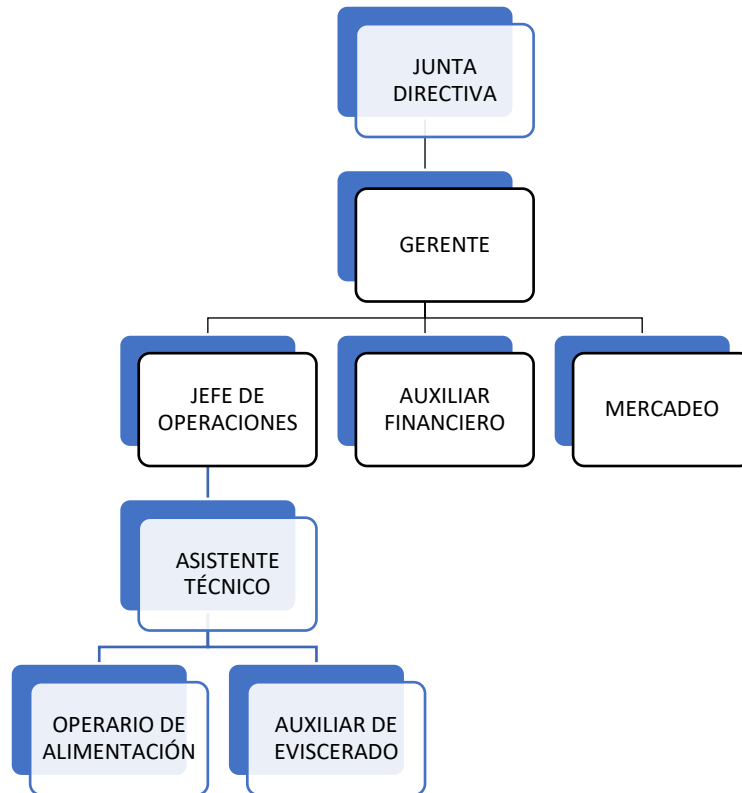 JUNTA
DIRECTIVA
GERENTE
JEFE DE
OPERACIONES
AUXILIAR
FINANCIERO
MERCADEO
ASISTENTE
TÉCNICO
OPERARIO DE
ALIMENTACIÓN
AUXILIAR DE
EVISCERADO